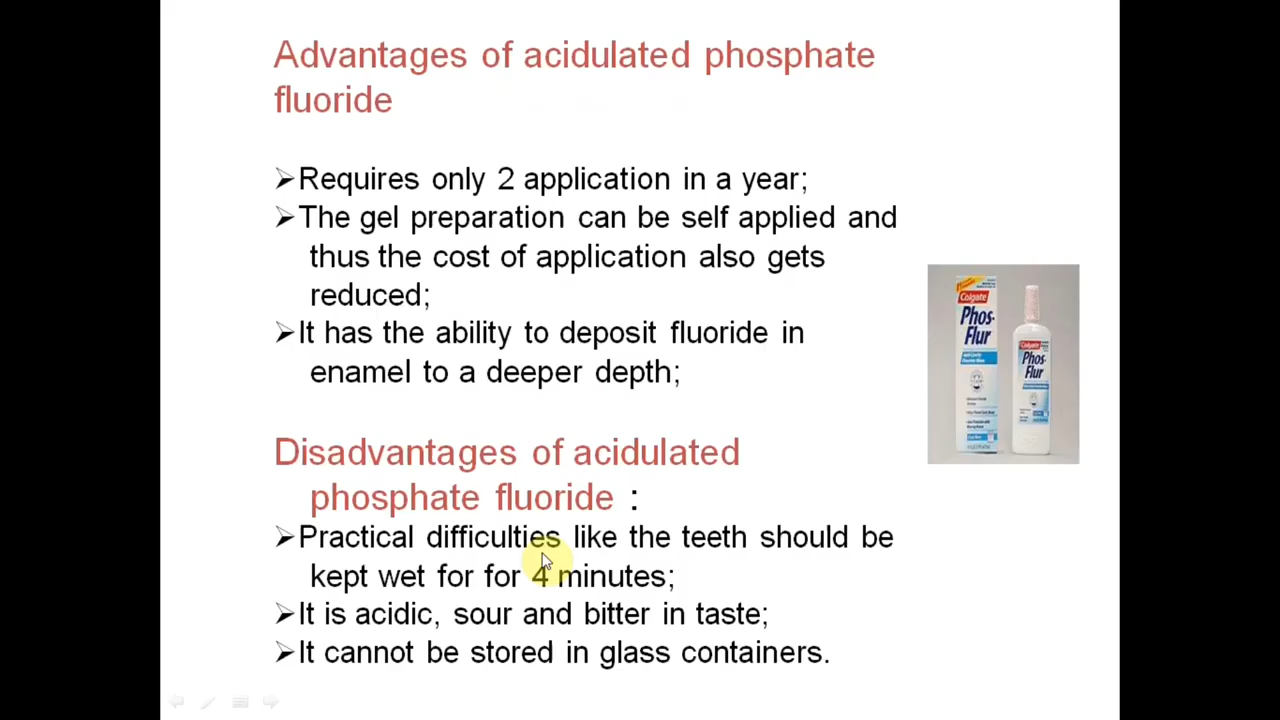 Advantages of acidulated phosphate
fluoride
➢Requires only 2 application in a year;
➢The gel preparation can be self applied and
thus the cost of application also gets
reduced;
➢It has the ability to deposit fluoride in
enamel to a deeper depth;
Colgate
Phos-
Flur
Colgate
Phos-
Flur
Disadvantages of acidulated
phosphate fluoride :
➢Practical difficulties like the teeth should be
kept wet for for 4 minutes;
➢It is acidic, sour and bitter in taste;
➢It cannot be stored in glass containers.